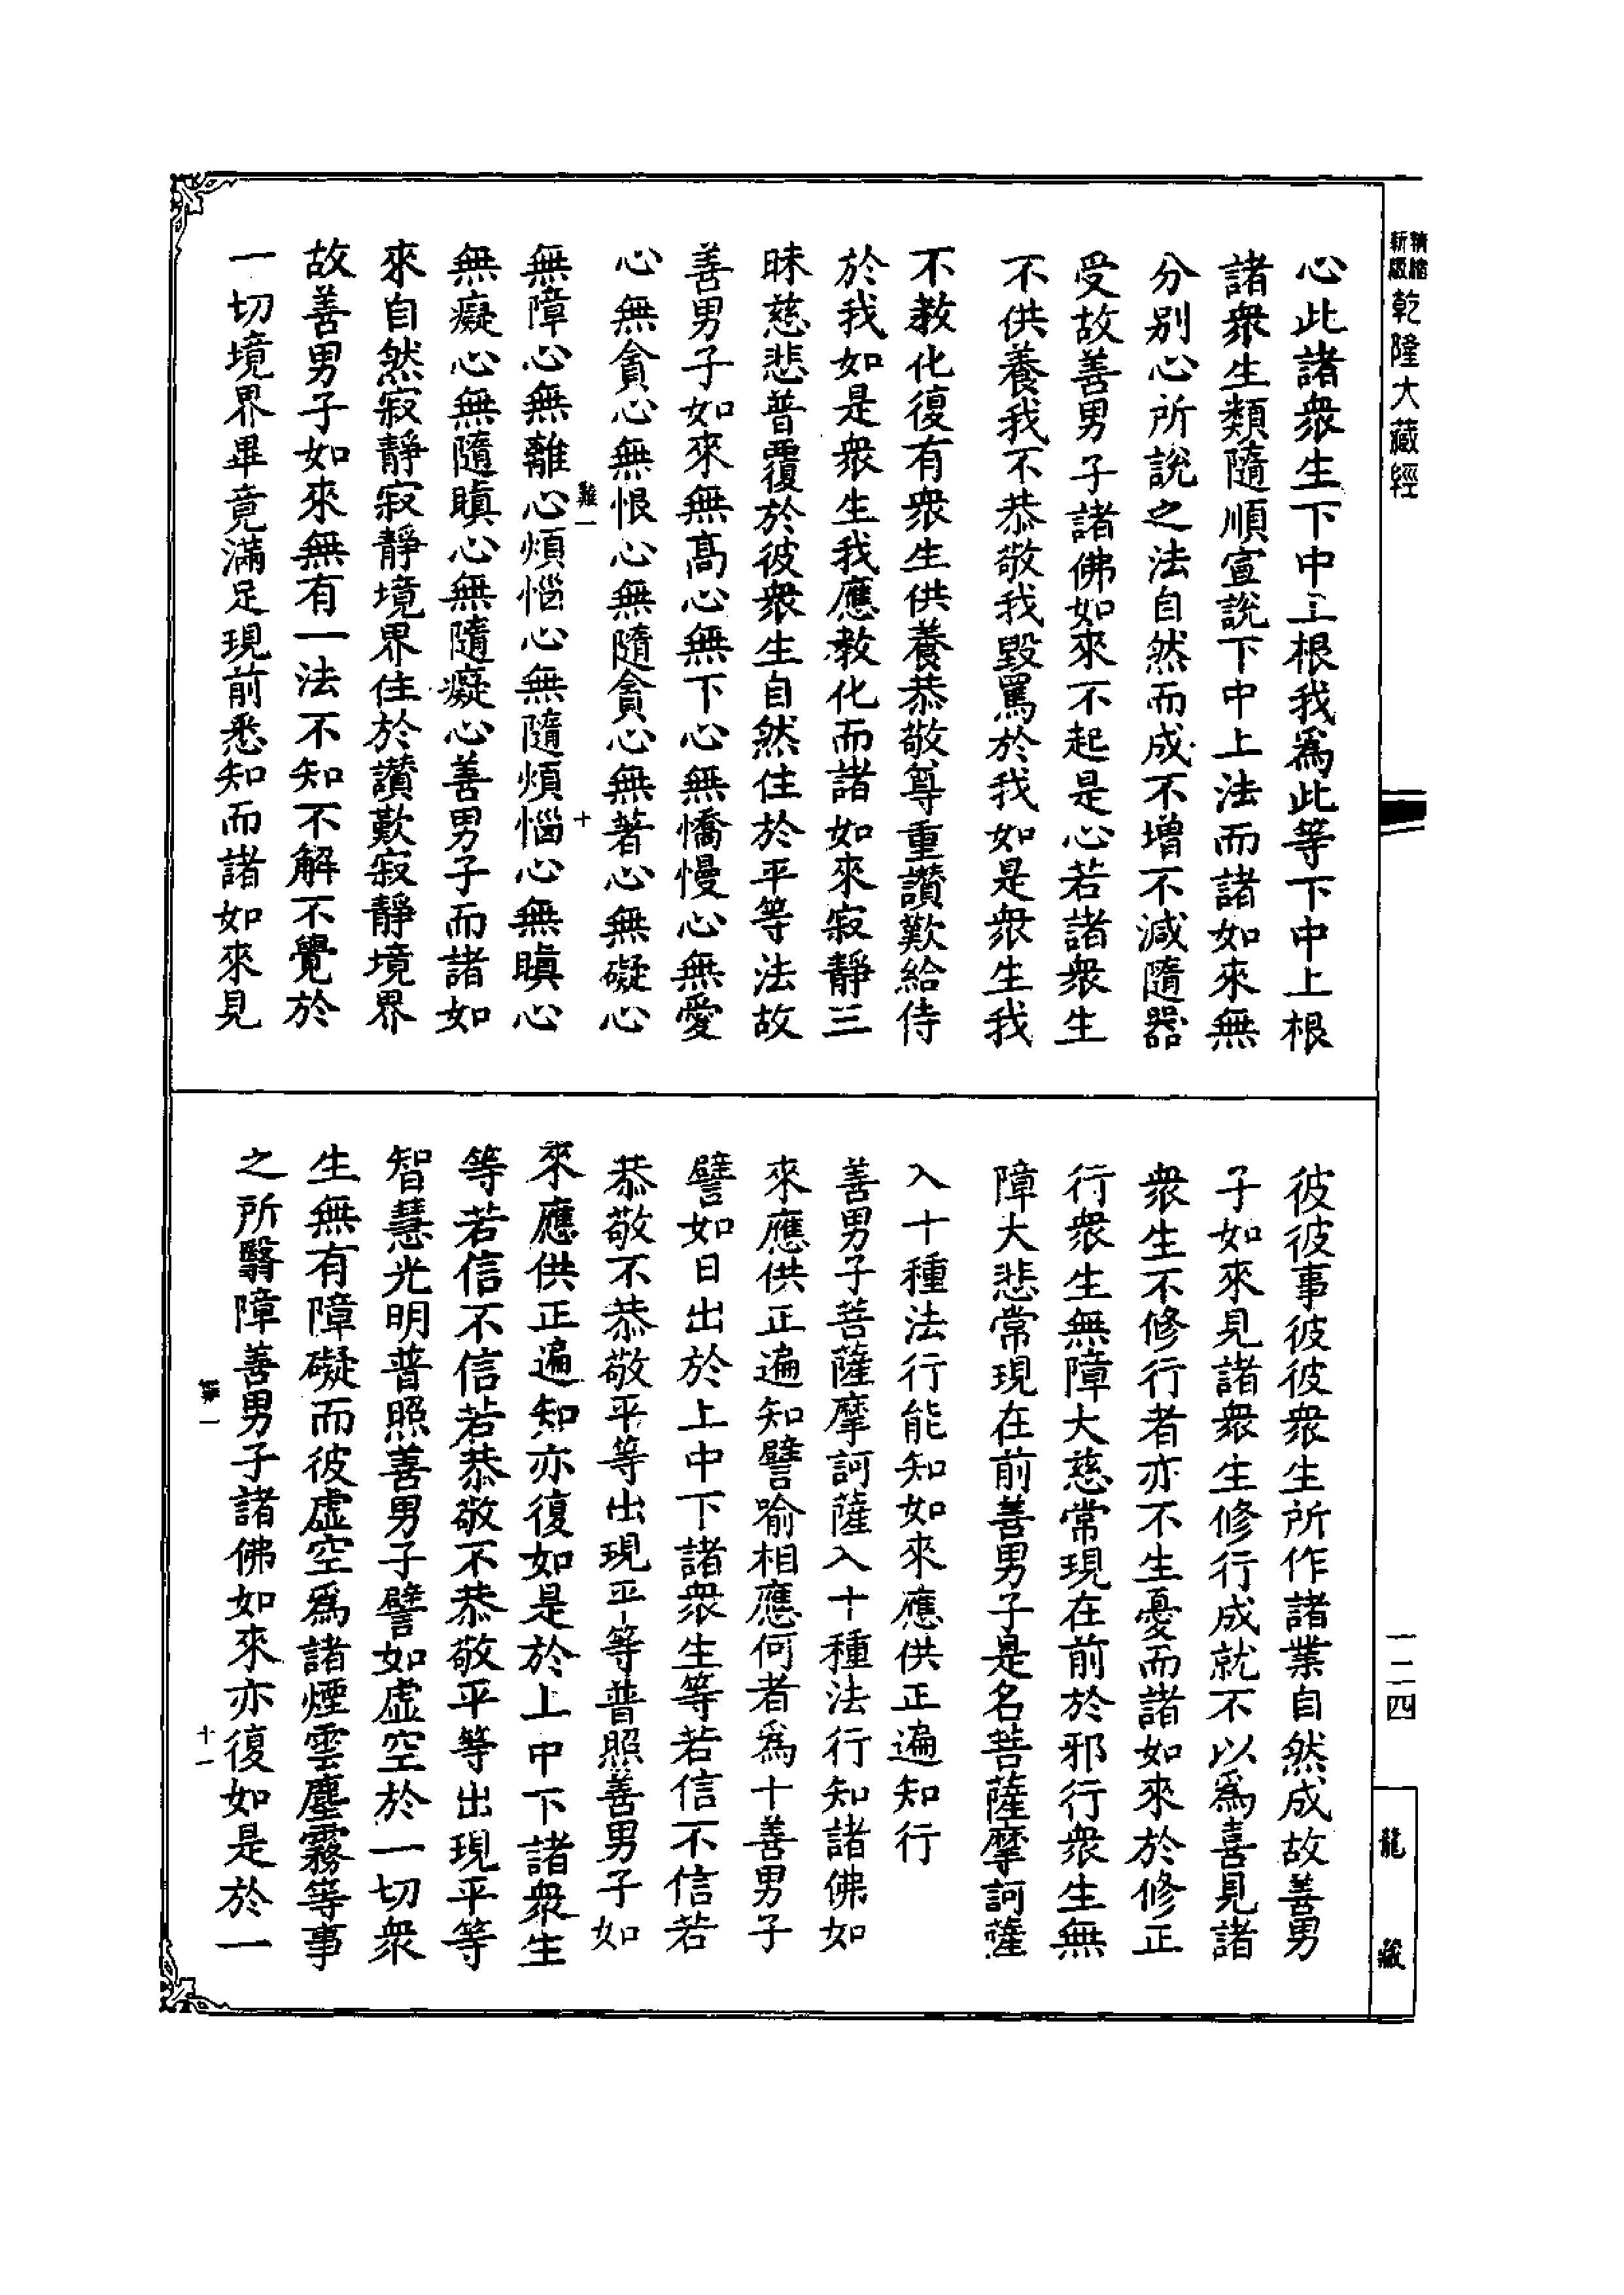 精縮
新版
乾隆大藏經
心此諸衆生下中上根我爲此等下中上根
諸衆生類隨順宣說下中上法而諸如來無
分别心所說之法自然而成不增不減隨器
受故善男子諸佛如來不起是心若諸衆生
不供養我不恭敬我毀罵於我如是衆生我
不教化復有衆生供養恭敬尊重讚歎給侍
於我如是衆生我應教化而諸如來寂靜三
昧慈悲普覆於彼衆生自然住於平等法故
善男子如來無高心無下心無憍慢心無愛
心無貪心無恨心無隨貪心無著心無礙心
難一
十
無障心無離心煩惱心無隨煩惱心無瞋心
無癡心無隨瞋心無隨癡心善男子而諸如
來自然寂靜寂靜境界住於讚歎寂靜境界
故善男子如來無有一法不知不解不覺於
一切境界畢竟滿足現前悉知而諸如來見
彼彼事彼彼衆生所作諸業自然成故善男
子如來見諸衆生修行成就不以爲喜見諸
衆生不修行者亦不生憂而諸如來於修正
行衆生無障大慈常現在前於邪行衆生無
障大悲常現在前善男子是名菩薩摩訶薩
入十種法行能知如來應供正遍知行
善男子菩薩摩訶薩入十種法行知諸佛如
來應供正遍知譬喻相應何者爲十善男子
譬如日出於上中下諸衆生等若信不信若
恭敬不恭敬平等出現平等普照善男子如
來應供正遍知亦復如是於上中下諸衆生
等若信不信若恭敬不恭敬平等出現平等
智慧光明普照善男子譬如虛空於一切衆
生無有障礙而彼虛空爲諸煙雲塵霧等事
之所翳障善男子諸佛如來亦復如是於一
難一
十一
一二四
龍藏